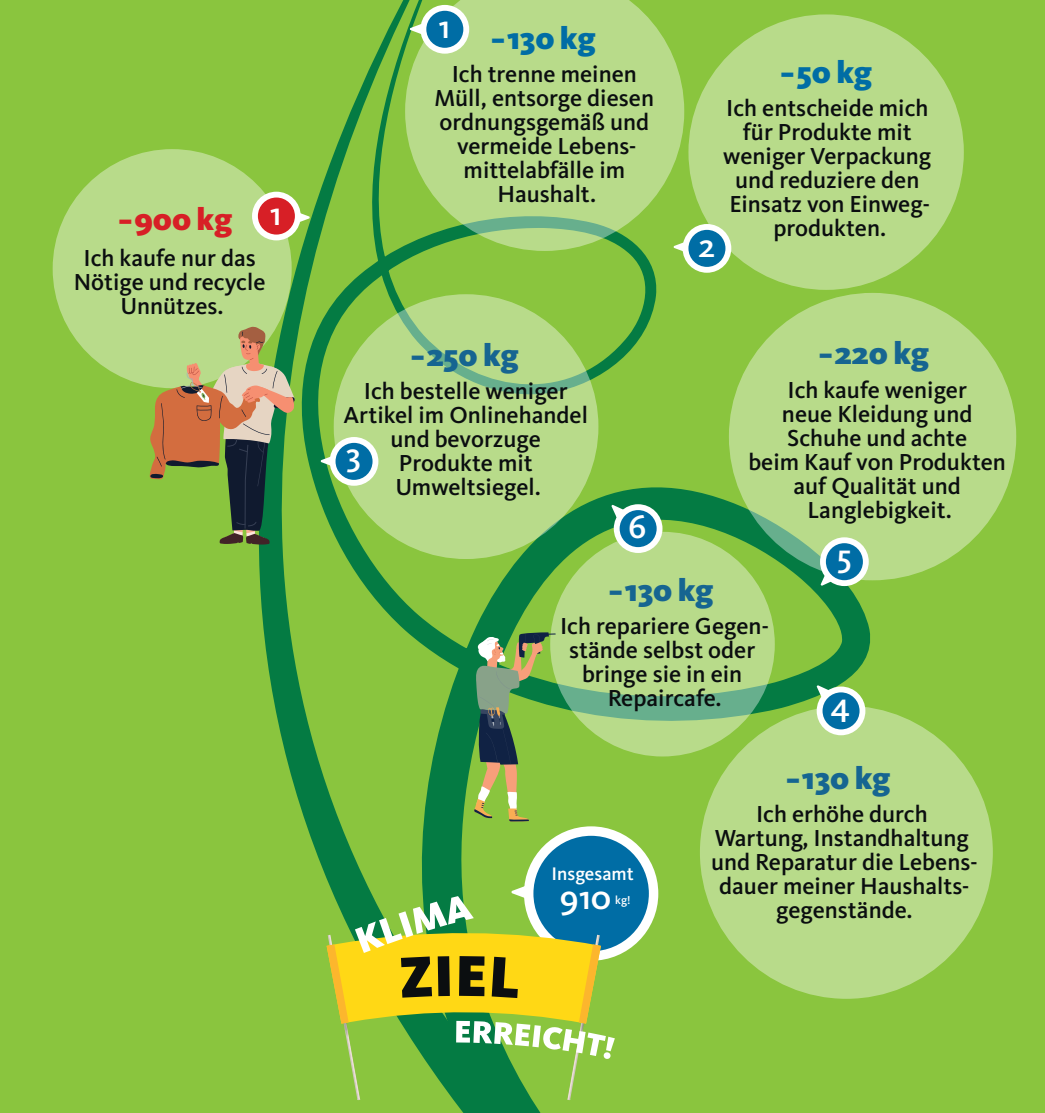 1
-130 kg
Ich trenne meinen
Müll, entsorge diesen
ordnungsgemäß und
vermeide Lebens-
mittelabfälle im
Haushalt.
-50 kg
Ich entscheide mich
für Produkte mit
weniger Verpackung
und reduziere den
Einsatz von Einweg-
produkten.
2
-900 kg
1
Ich kaufe nur das
Nötige und recycle
Unnützes.
-250 kg
Ich bestelle weniger
Artikel im Onlinehandel
und bevorzuge
Produkte mit
Umweltsiegel.
3
-220 kg
Ich kaufe weniger
neue Kleidung und
Schuhe und achte
beim Kauf von Produkten
auf Qualität und
Langlebigkeit.
5
6
-130 kg
Ich repariere Gegen-
stände selbst oder
bringe sie in ein
Repaircafe.
4
-130 kg
Ich erhöhe durch
Wartung, Instandhaltung
und Reparatur die Lebens-
dauer meiner Haushalts-
gegenstände.
Insgesamt
910 kg!
KLIMA
ZIEL
ERREICHT!